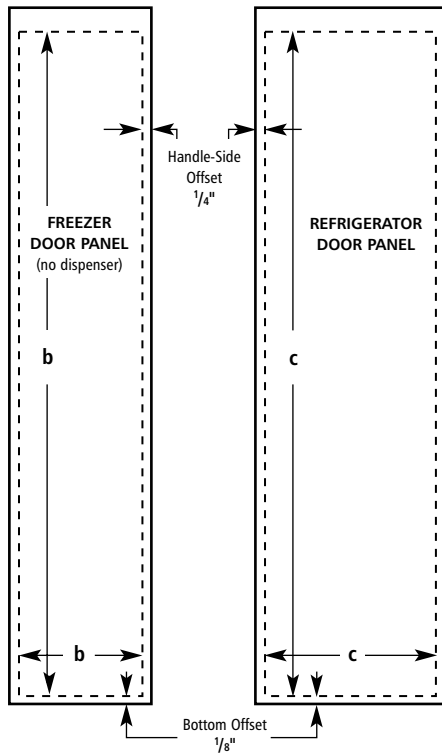 Handle-Side
Offset
1/4"
FREEZER
DOOR PANEL
(no dispenser)
REFRIGERATOR
DOOR PANEL
b
c
b
c
Bottom Offset
1/8"